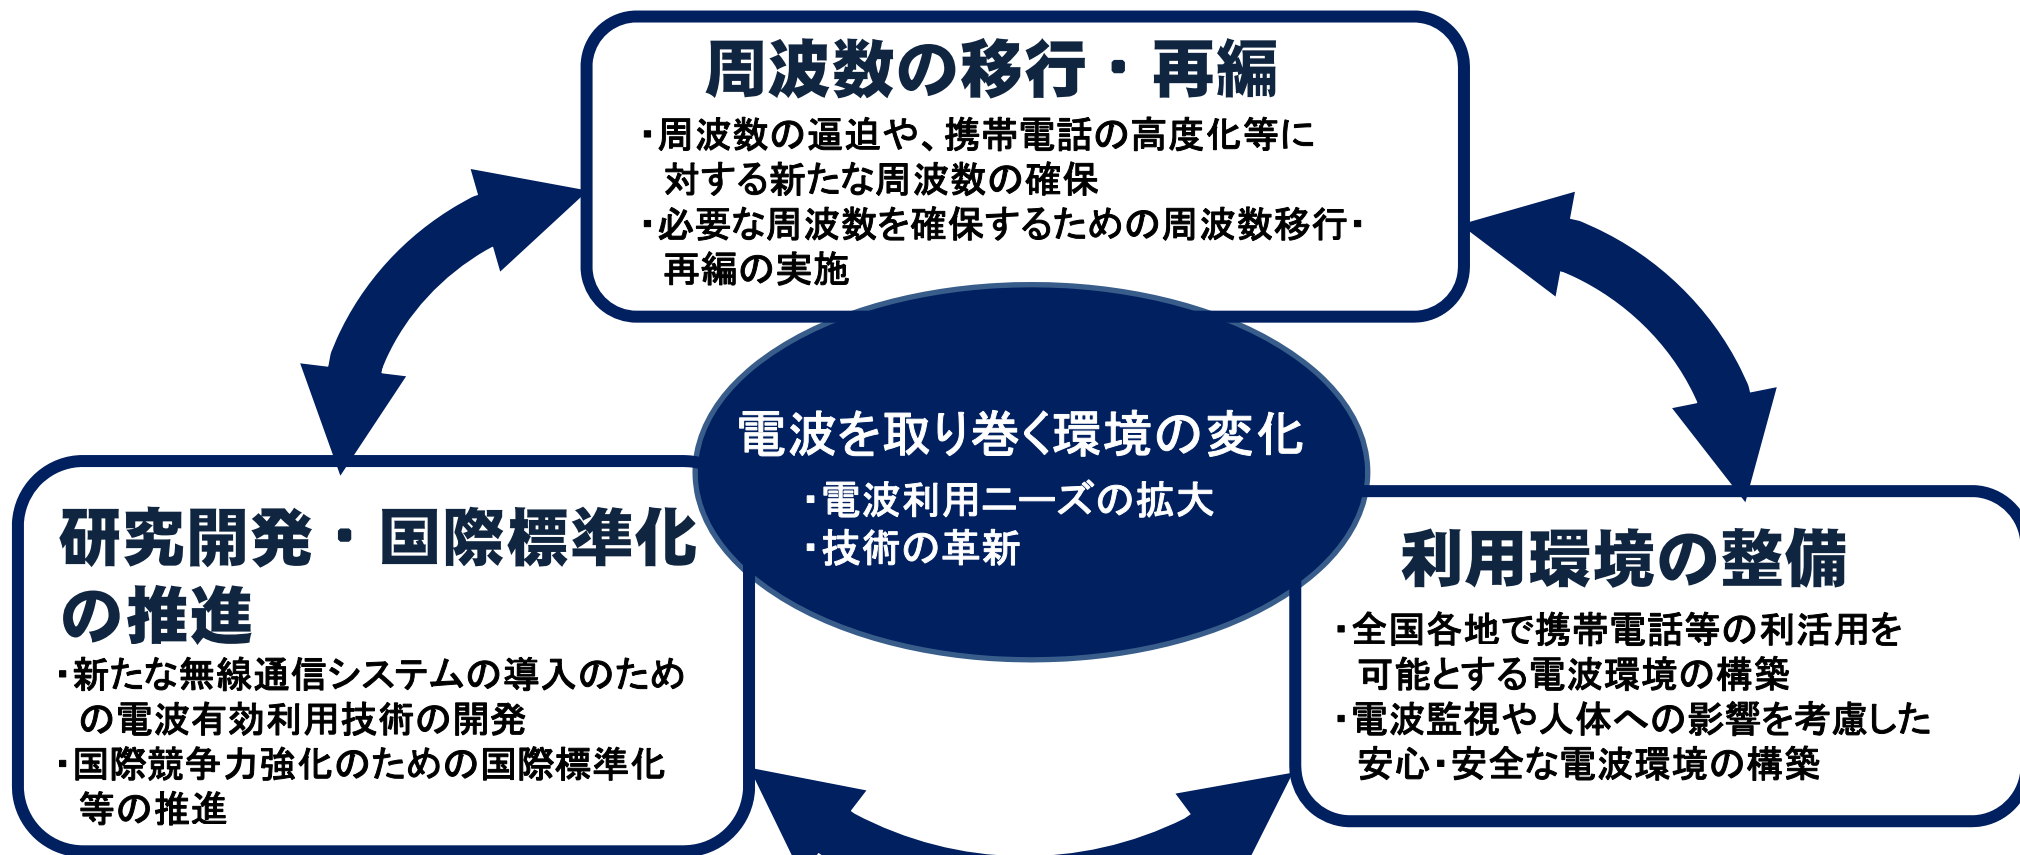 周波数の移行・再編
・周波数の逼迫や、携帯電話の高度化等に
対する新たな周波数の確保
・必要な周波数を確保するための周波数移行・
再編の実施
電波を取り巻く環境の変化
・電波利用ニーズの拡大
・技術の革新
研究開発・国際標準化
の推進
・新たな無線通信システムの導入のため
の電波有効利用技術の開発
・国際競争力強化のための国際標準化
等の推進
利用環境の整備
・全国各地で携帯電話等の利活用を
可能とする電波環境の構築
・電波監視や人体への影響を考慮した
安心・安全な電波環境の構築